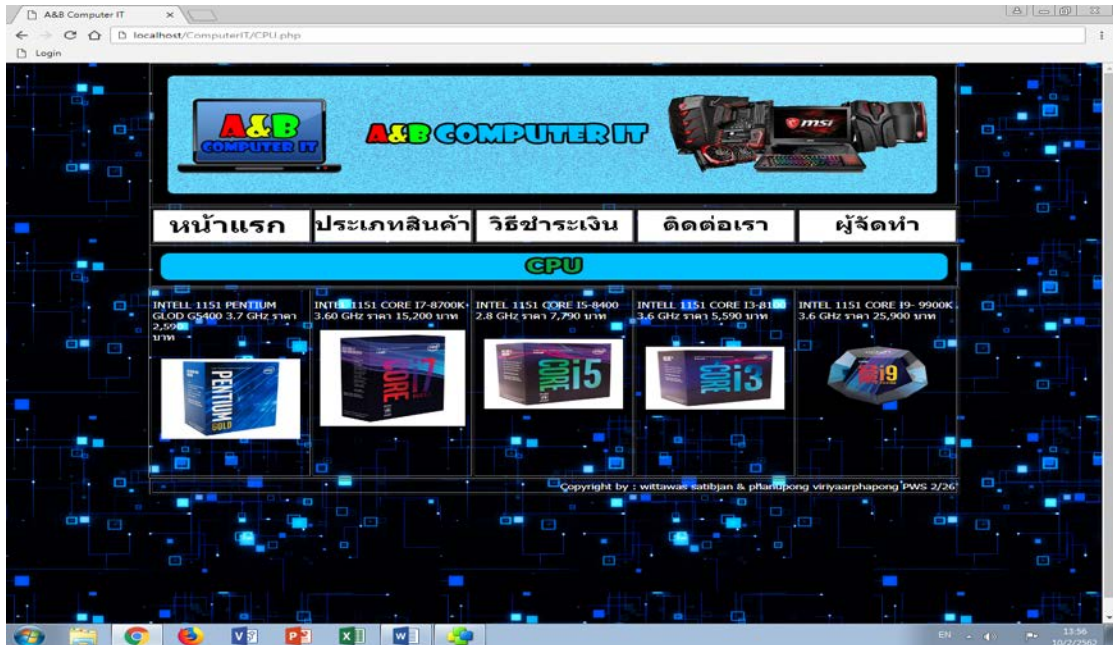 A&B Computer IT
localhost/ComputerIT/CPU.php
Login
A&B
COMPUTER IT
A&B COMPUTER IT
msi
หน้าแรก ประเภทสินค้า วิธีชำระเงิน ติดต่อเรา ผู้จัดทำ
CPU
INTELL 1151 PENTIUM
GLOD G5400 3.7 GHz ราคา
2,590
บาท
PENTIUM
GOLD
INTEL 1151 CORE I7-8700K
3.60 GHz ราคา 15,200 บาท
CORE i7
INTEL 1151 CORE I5-8400
2.8 GHz ราคา 7,790 บาท
CORE i5
INTELL 1151 CORE I3-8100
3.6 GHz ราคา 5,590 บาท
CORE i3
INTEL 1151 CORE I9- 9900K
3.6 GHz ราคา 25,900 บาท
i9
Copyright by : wittawas satibjan & phanupong viriyaarphapong PWS 2/26
EN
13:56
10/2/2562